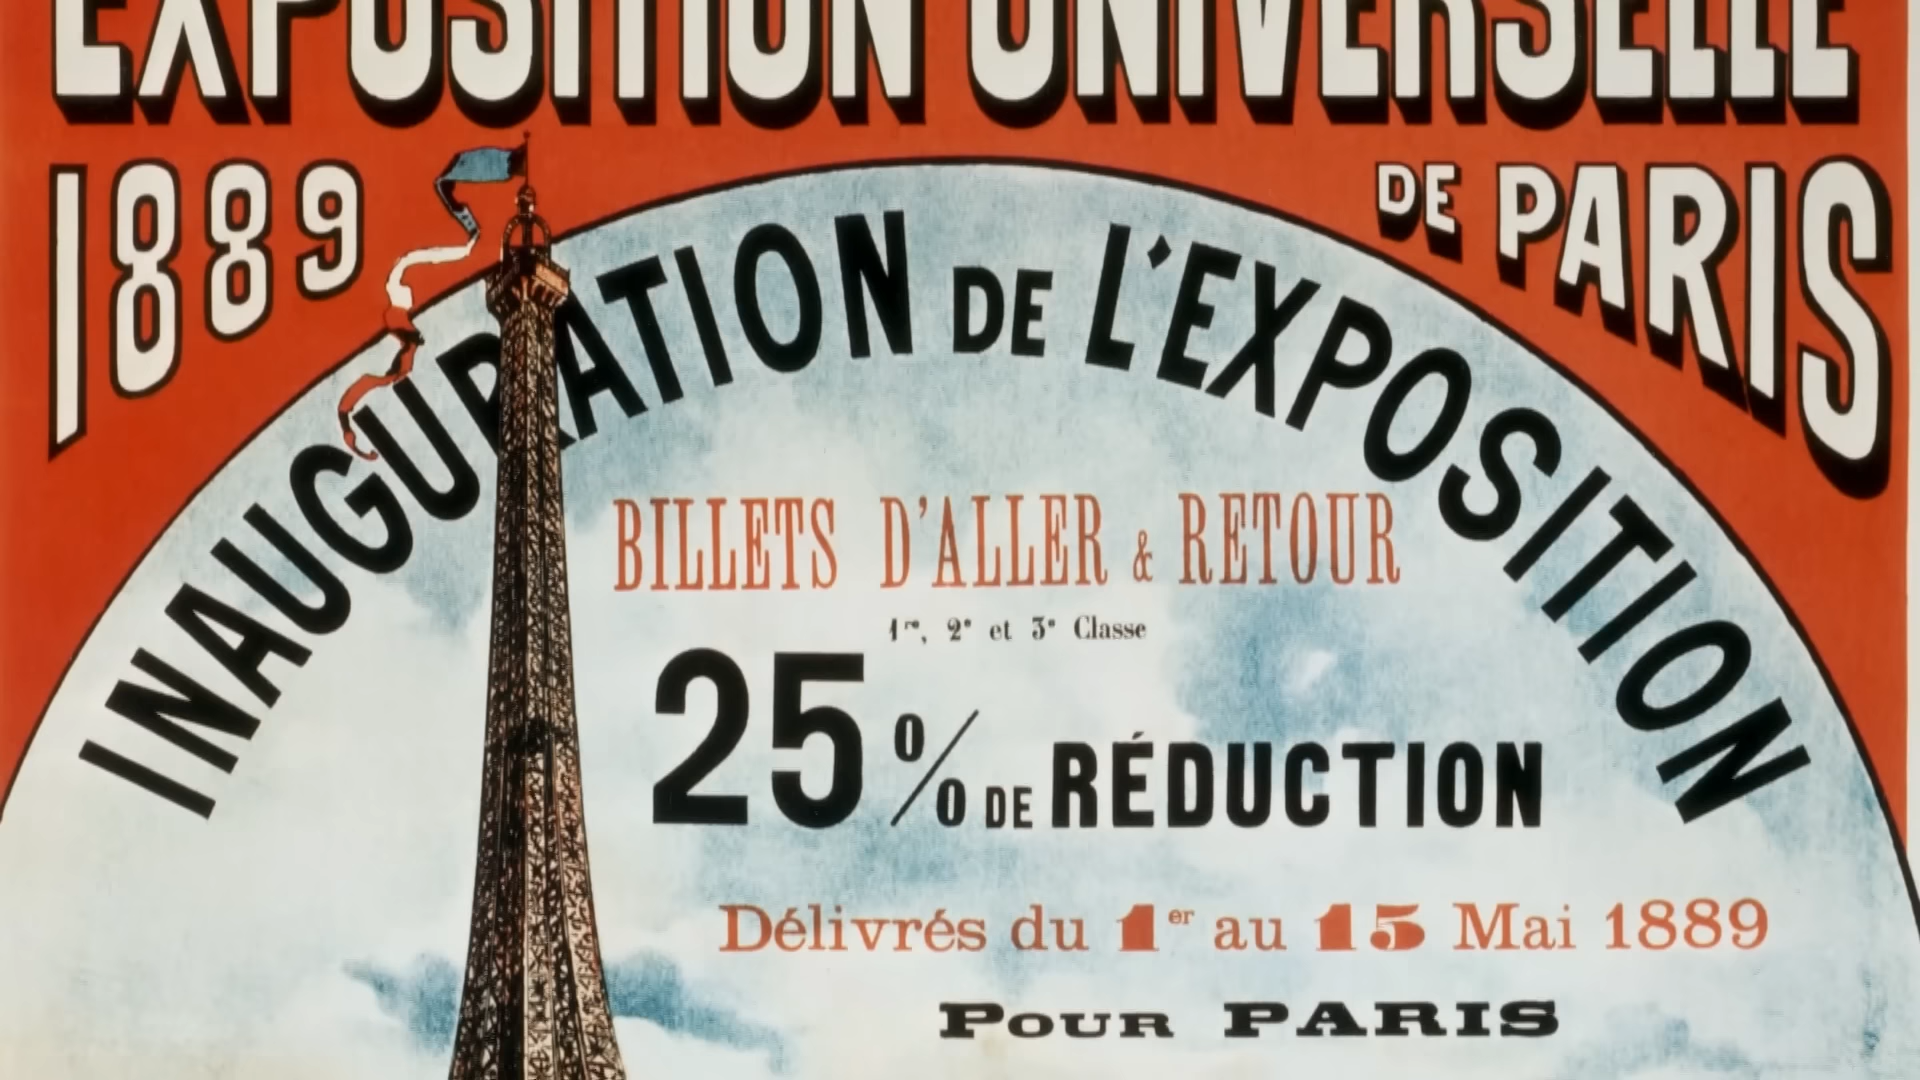 EXPOSITION UNIVERSELLE
1889
DE PARIS
INAUGURATION DE L'EXPOSITION
BILLETS D'ALLER & RETOUR
1re, 2e et 3e Classe
25 % DE RÉDUCTION
Délivrés du 1er au 15 Mai 1889
POUR PARIS